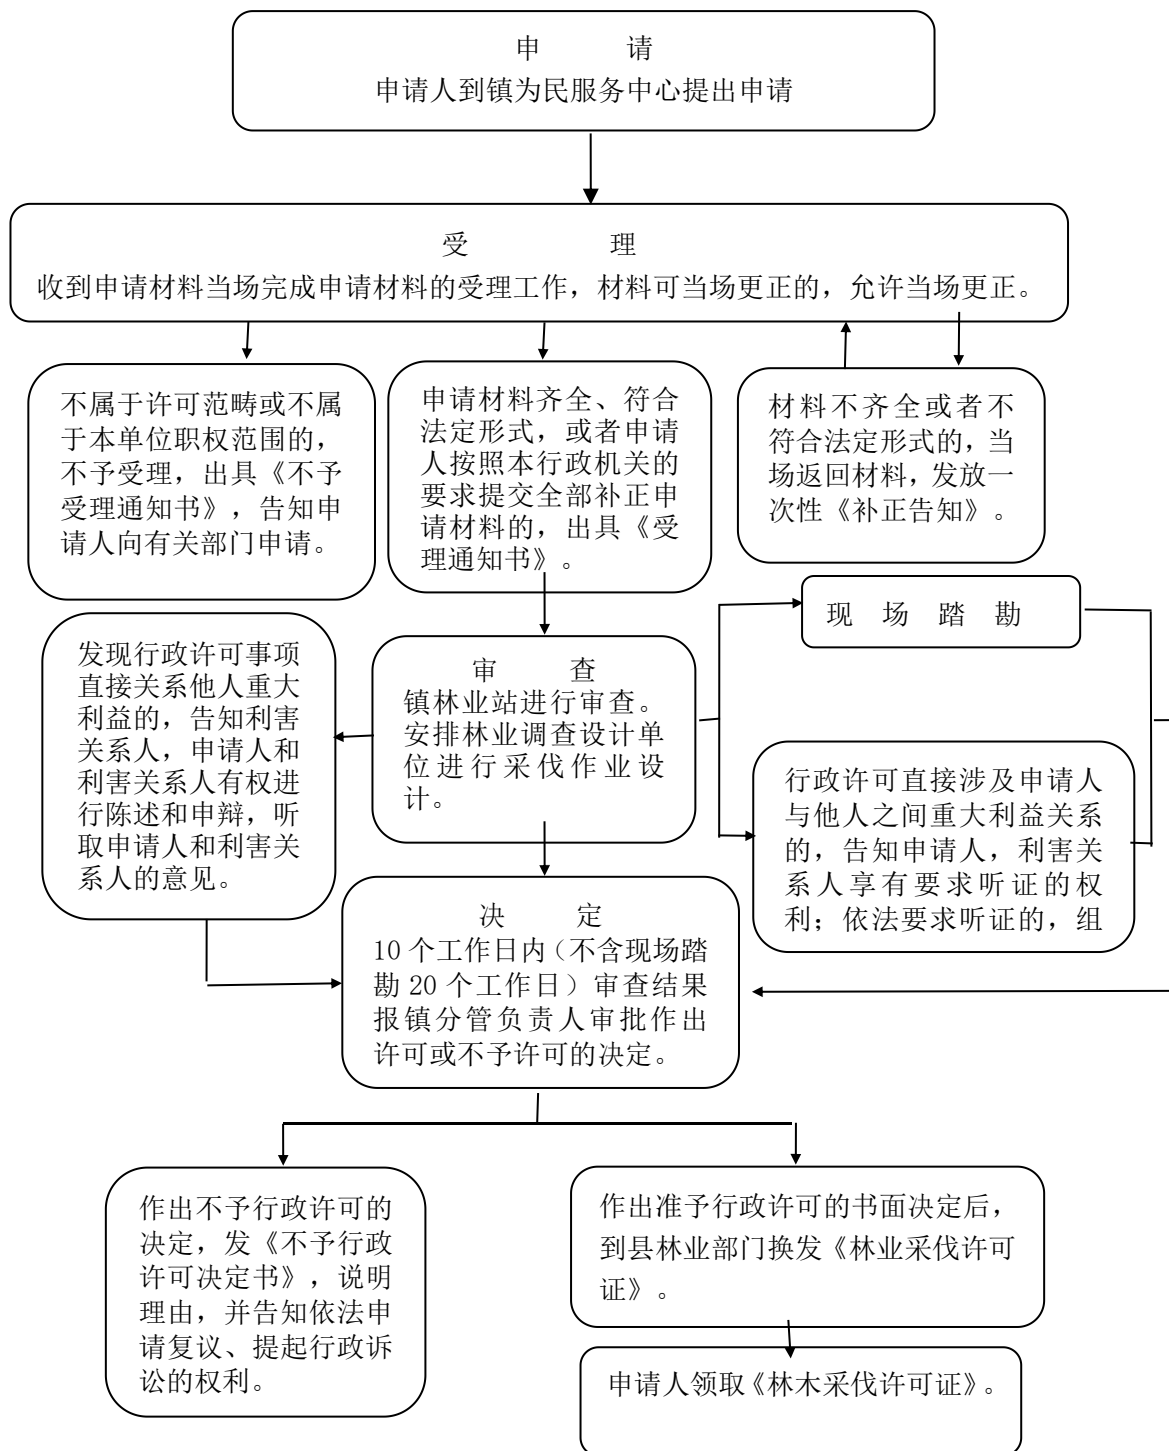 申 请
申请人到镇为民服务中心提出申请
受 理
收到申请材料当场完成申请材料的受理工作，材料可当场更正的，允许当场更正。
不属于许可范畴或不属
于本单位职权范围的，
不予受理，出具《不予
受理通知书》，告知申
请人向有关部门申请。
申请材料齐全、符合
法定形式，或者申请
人按照本行政机关的
要求提交全部补正申
请材料的，出具《受
理通知书》。
材料不齐全或者不
符合法定形式的，当
场返回材料，发放一
次性《补正告知》。
现 场 踏 勘
发现行政许可事项
直接关系他人重大
利益的，告知利害
关系人，申请人和
利害关系人有权进
行陈述和申辩，听
取申请人和利害关
系人的意见。
审 查
镇林业站进行审查。
安排林业调查设计单
位进行采伐作业设
计。
行政许可直接涉及申请人
与他人之间重大利益关系
的，告知申请人，利害关
系人享有要求听证的权
利；依法要求听证的，组
决 定
10 个工作日内（不含现场踏
勘 20 个工作日）审查结果
报镇分管负责人审批作出
许可或不予许可的决定。
作出不予行政许可的
决定，发《不予行政
许可决定书》，说明
理由，并告知依法申
请复议、提起行政诉
讼的权利。
作出准予行政许可的书面决定后，
到县林业部门换发《林业采伐许可
证》。
申请人领取《林木采伐许可证》。